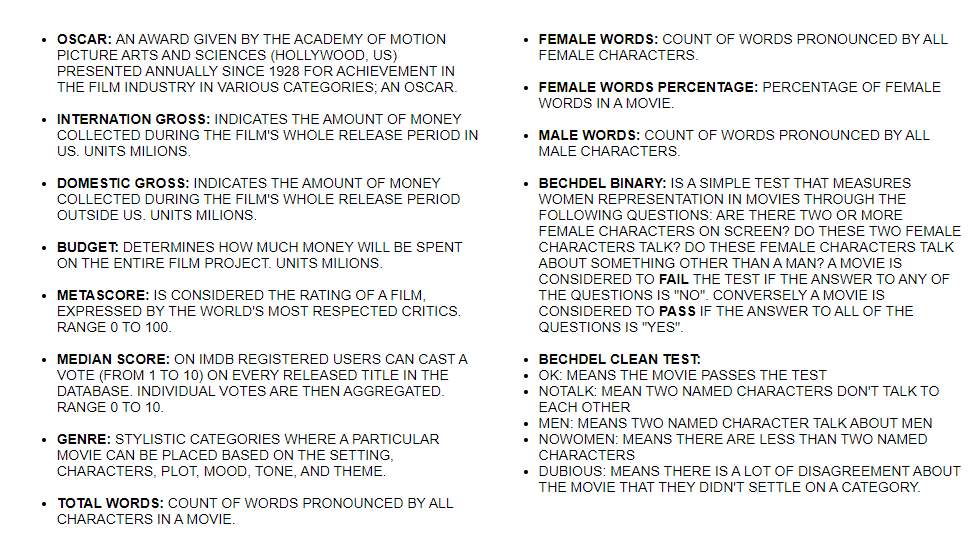 • OSCAR: AN AWARD GIVEN BY THE ACADEMY OF MOTION
PICTURE ARTS AND SCIENCES (HOLLYWOOD, US)
PRESENTED ANNUALLY SINCE 1928 FOR ACHIEVEMENT IN
THE FILM INDUSTRY IN VARIOUS CATEGORIES; AN OSCAR.
• INTERNATION GROSS: INDICATES THE AMOUNT OF MONEY
COLLECTED DURING THE FILM'S WHOLE RELEASE PERIOD IN
US. UNITS MILIONS.
• DOMESTIC GROSS: INDICATES THE AMOUNT OF MONEY
COLLECTED DURING THE FILM'S WHOLE RELEASE PERIOD
OUTSIDE US. UNITS MILIONS.
• BUDGET: DETERMINES HOW MUCH MONEY WILL BE SPENT
ON THE ENTIRE FILM PROJECT. UNITS MILIONS.
• METASCORE: IS CONSIDERED THE RATING OF A FILM,
EXPRESSED BY THE WORLD'S MOST RESPECTED CRITICS.
RANGE 0 TO 100.
• MEDIAN SCORE: ON IMDB REGISTERED USERS CAN CAST A
VOTE (FROM 1 TO 10) ON EVERY RELEASED TITLE IN THE
DATABASE. INDIVIDUAL VOTES ARE THEN AGGREGATED.
RANGE 0 TO 10.
• GENRE: STYLISTIC CATEGORIES WHERE A PARTICULAR
MOVIE CAN BE PLACED BASED ON THE SETTING,
CHARACTERS, PLOT, MOOD, TONE, AND THEME.
• TOTAL WORDS: COUNT OF WORDS PRONOUNCED BY ALL
CHARACTERS IN A MOVIE.
• FEMALE WORDS: COUNT OF WORDS PRONOUNCED BY ALL
FEMALE CHARACTERS.
• FEMALE WORDS PERCENTAGE: PERCENTAGE OF FEMALE
WORDS IN A MOVIE.
• MALE WORDS: COUNT OF WORDS PRONOUNCED BY ALL
MALE CHARACTERS.
• BECHDEL BINARY: IS A SIMPLE TEST THAT MEASURES
WOMEN REPRESENTATION IN MOVIES THROUGH THE
FOLLOWING QUESTIONS: ARE THERE TWO OR MORE
FEMALE CHARACTERS ON SCREEN? DO THESE TWO FEMALE
CHARACTERS TALK? DO THESE FEMALE CHARACTERS TALK
ABOUT SOMETHING OTHER THAN A MAN? A MOVIE IS
CONSIDERED TO FAIL THE TEST IF THE ANSWER TO ANY OF
THE QUESTIONS IS "NO". CONVERSELY A MOVIE IS
CONSIDERED TO PASS IF THE ANSWER TO ALL OF THE
QUESTIONS IS "YES".
• BECHDEL CLEAN TEST:
• OK: MEANS THE MOVIE PASSES THE TEST
• NOTALK: MEAN TWO NAMED CHARACTERS DON'T TALK TO
EACH OTHER
• MEN: MEANS TWO NAMED CHARACTER TALK ABOUT MEN
• NOWOMEN: MEANS THERE ARE LESS THAN TWO NAMED
CHARACTERS
• DUBIOUS: MEANS THERE IS A LOT OF DISAGREEMENT ABOUT
THE MOVIE THAT THEY DIDN'T SETTLE ON A CATEGORY.